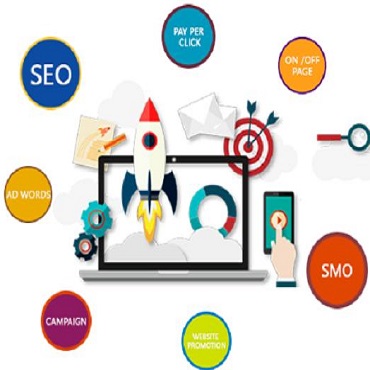 PAY PER
CLICK
SEO
ON /OFF
PAGE
AD WORDS
SMO
CAMPAIGN
WEBSITE
PROMOTION